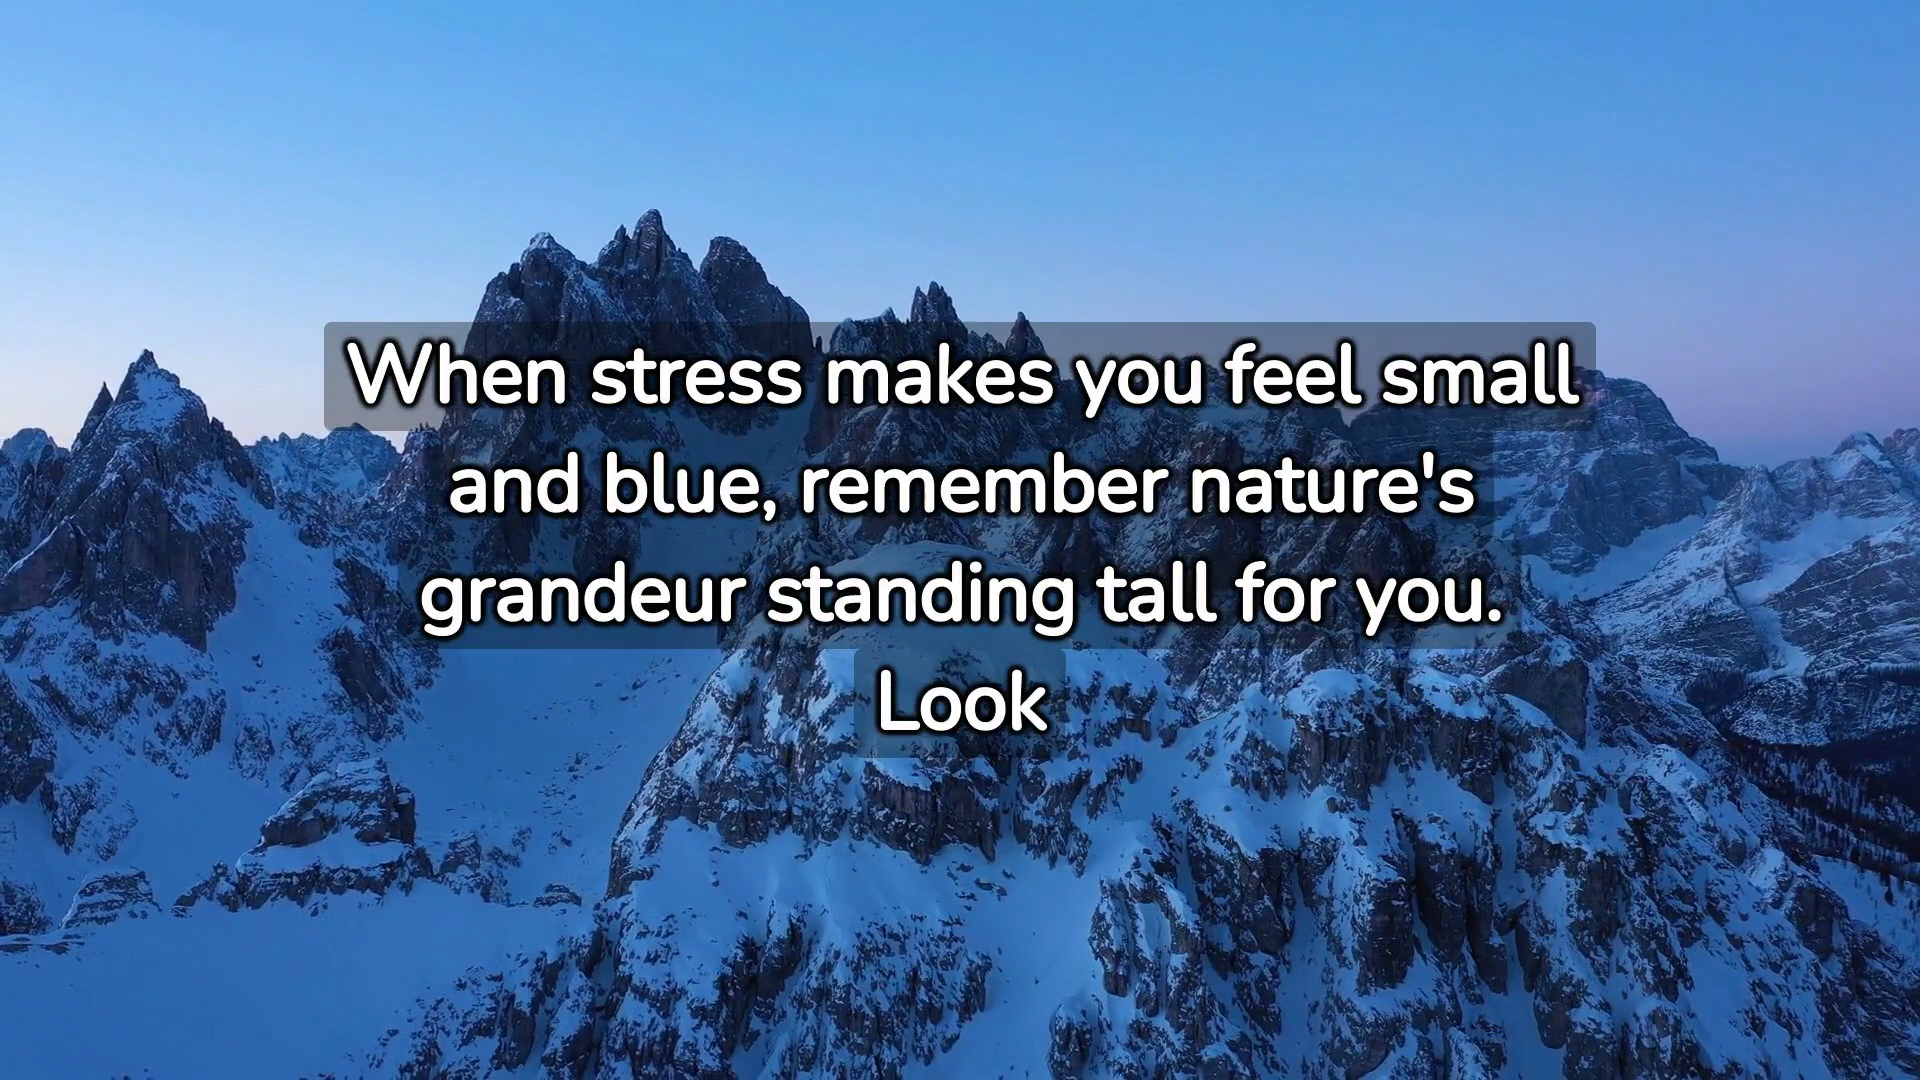 When stress makes you feel small
and blue, remember nature's
grandeur standing tall for you.
Look